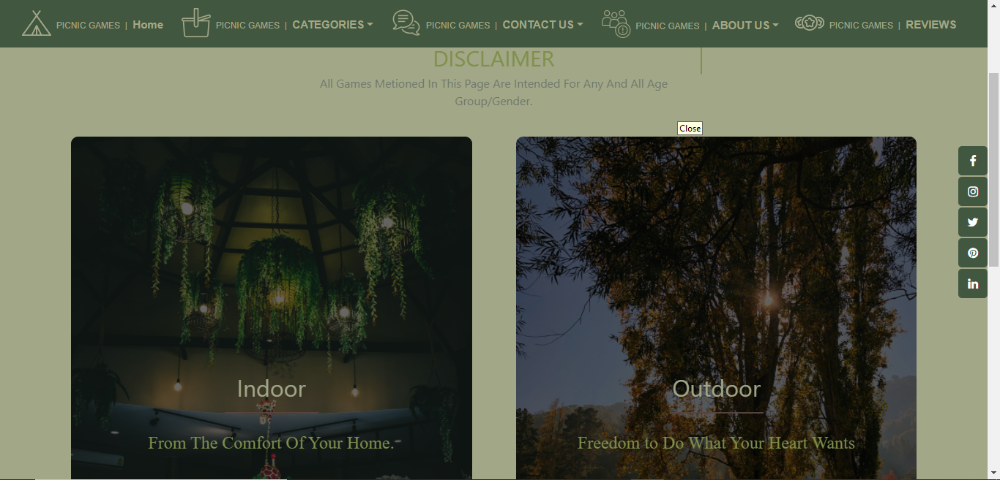 PICNIC GAMES | Home PICNIC GAMES | CATEGORIES PICNIC GAMES | CONTACT US PICNIC GAMES | ABOUT US PICNIC GAMES | REVIEWS
DISCLAIMER
All Games Metioned In This Page Are Intended For Any And All Age
Group/Gender.
Close
Indoor
From The Comfort Of Your Home.
Outdoor
Freedom to Do What Your Heart Wants